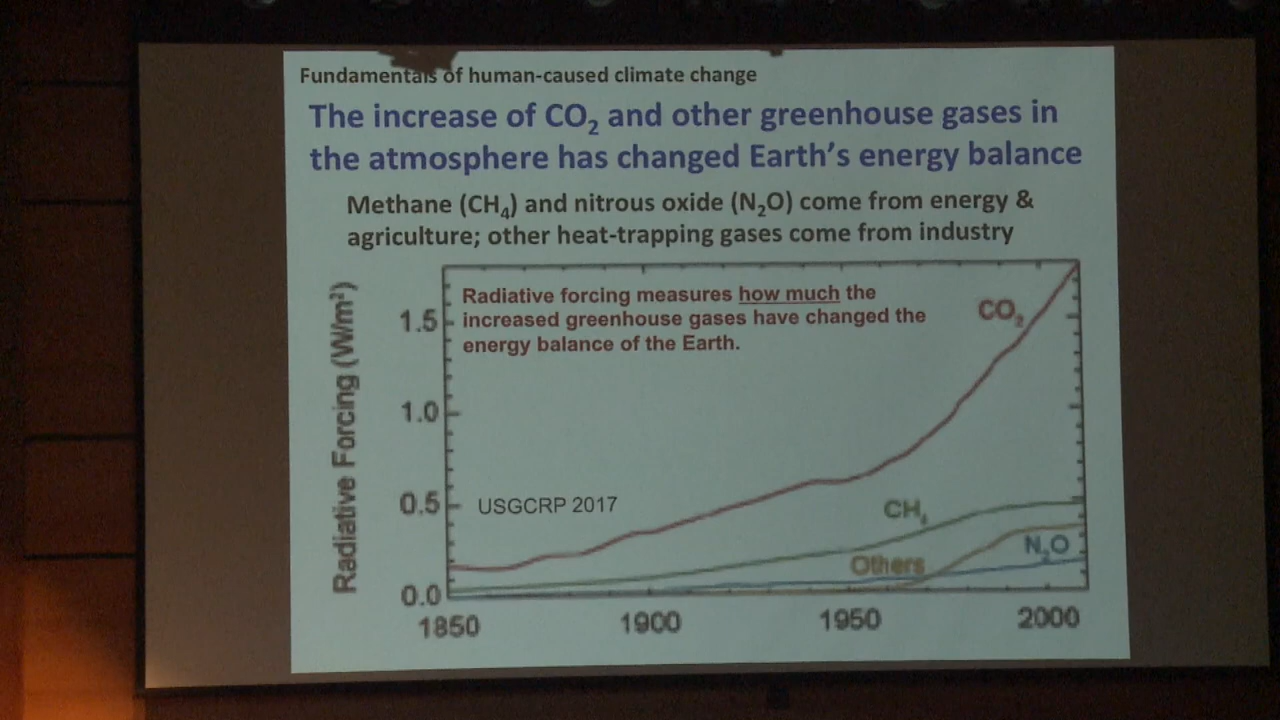 Fundamentals of human-caused climate change
The increase of CO₂ and other greenhouse gases in
the atmosphere has changed Earth's energy balance
Methane (CH₄) and nitrous oxide (N₂O) come from energy &
agriculture; other heat-trapping gases come from industry
Radiative Forcing (W/m²)
Radiative forcing measures how much the
increased greenhouse gases have changed the
energy balance of the Earth.
CO₂
1.5
1.0
0.5
USGCRP 2017
CH₄
N₂O
Others
0.0
1850
1900
1950
2000